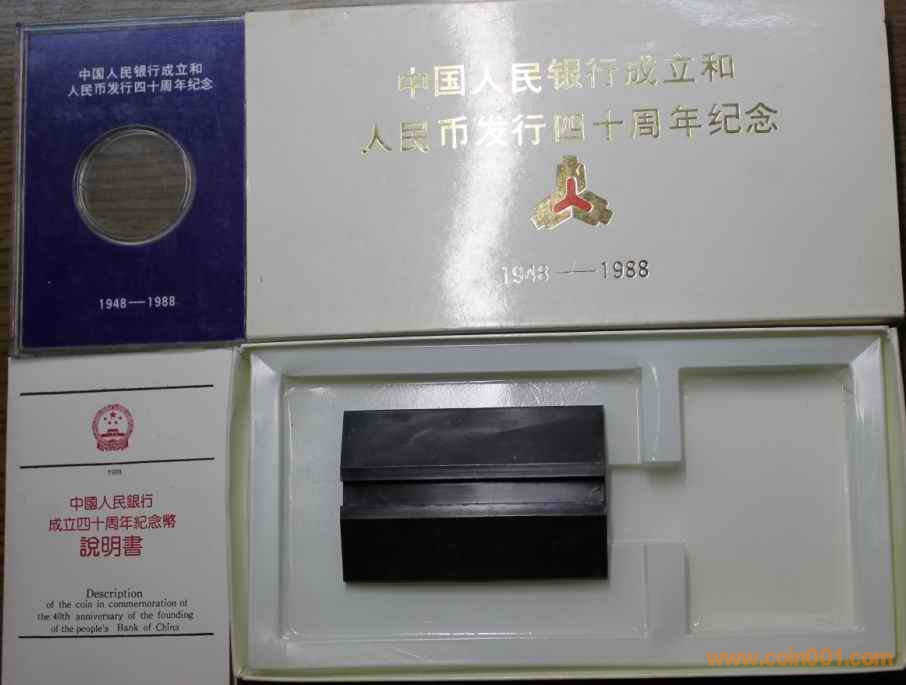 中国人民银行成立和
人民币发行四十周年纪念
1948—1988
中国人民银行成立和
人民币发行四十周年纪念
1948——1988
1988
中國人民銀行
成立四十周年紀念幣
說明書
Description
of the coin in commemoration of
the 40th anniversary of the founding
of the people's Bank of China
www.coin001.com